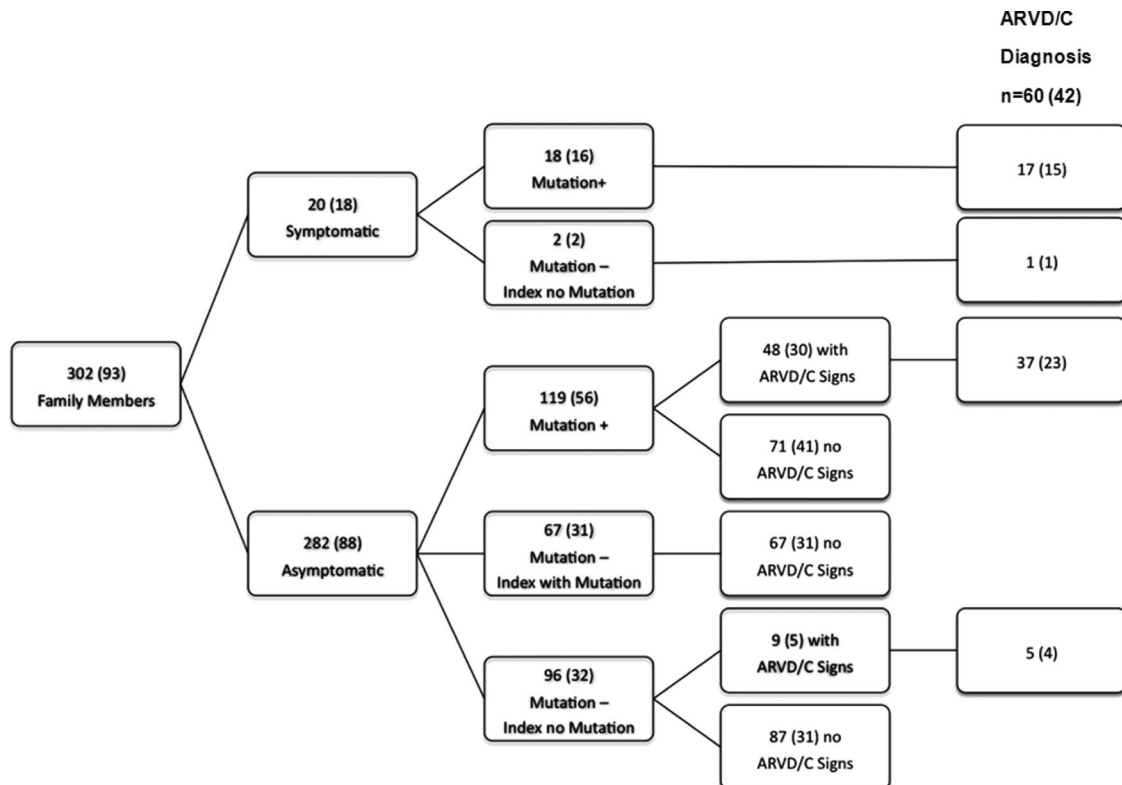 ARVD/C
Diagnosis
n=60 (42)
18 (16)
Mutation+
17 (15)
20 (18)
Symptomatic
2 (2)
Mutation –
Index no Mutation
1 (1)
302 (93)
Family Members
48 (30) with
ARVD/C Signs
37 (23)
119 (56)
Mutation +
71 (41) no
ARVD/C Signs
282 (88)
Asymptomatic
67 (31)
Mutation –
Index with Mutation
67 (31) no
ARVD/C Signs
9 (5) with
ARVD/C Signs
5 (4)
96 (32)
Mutation –
Index no Mutation
87 (31) no
ARVD/C Signs